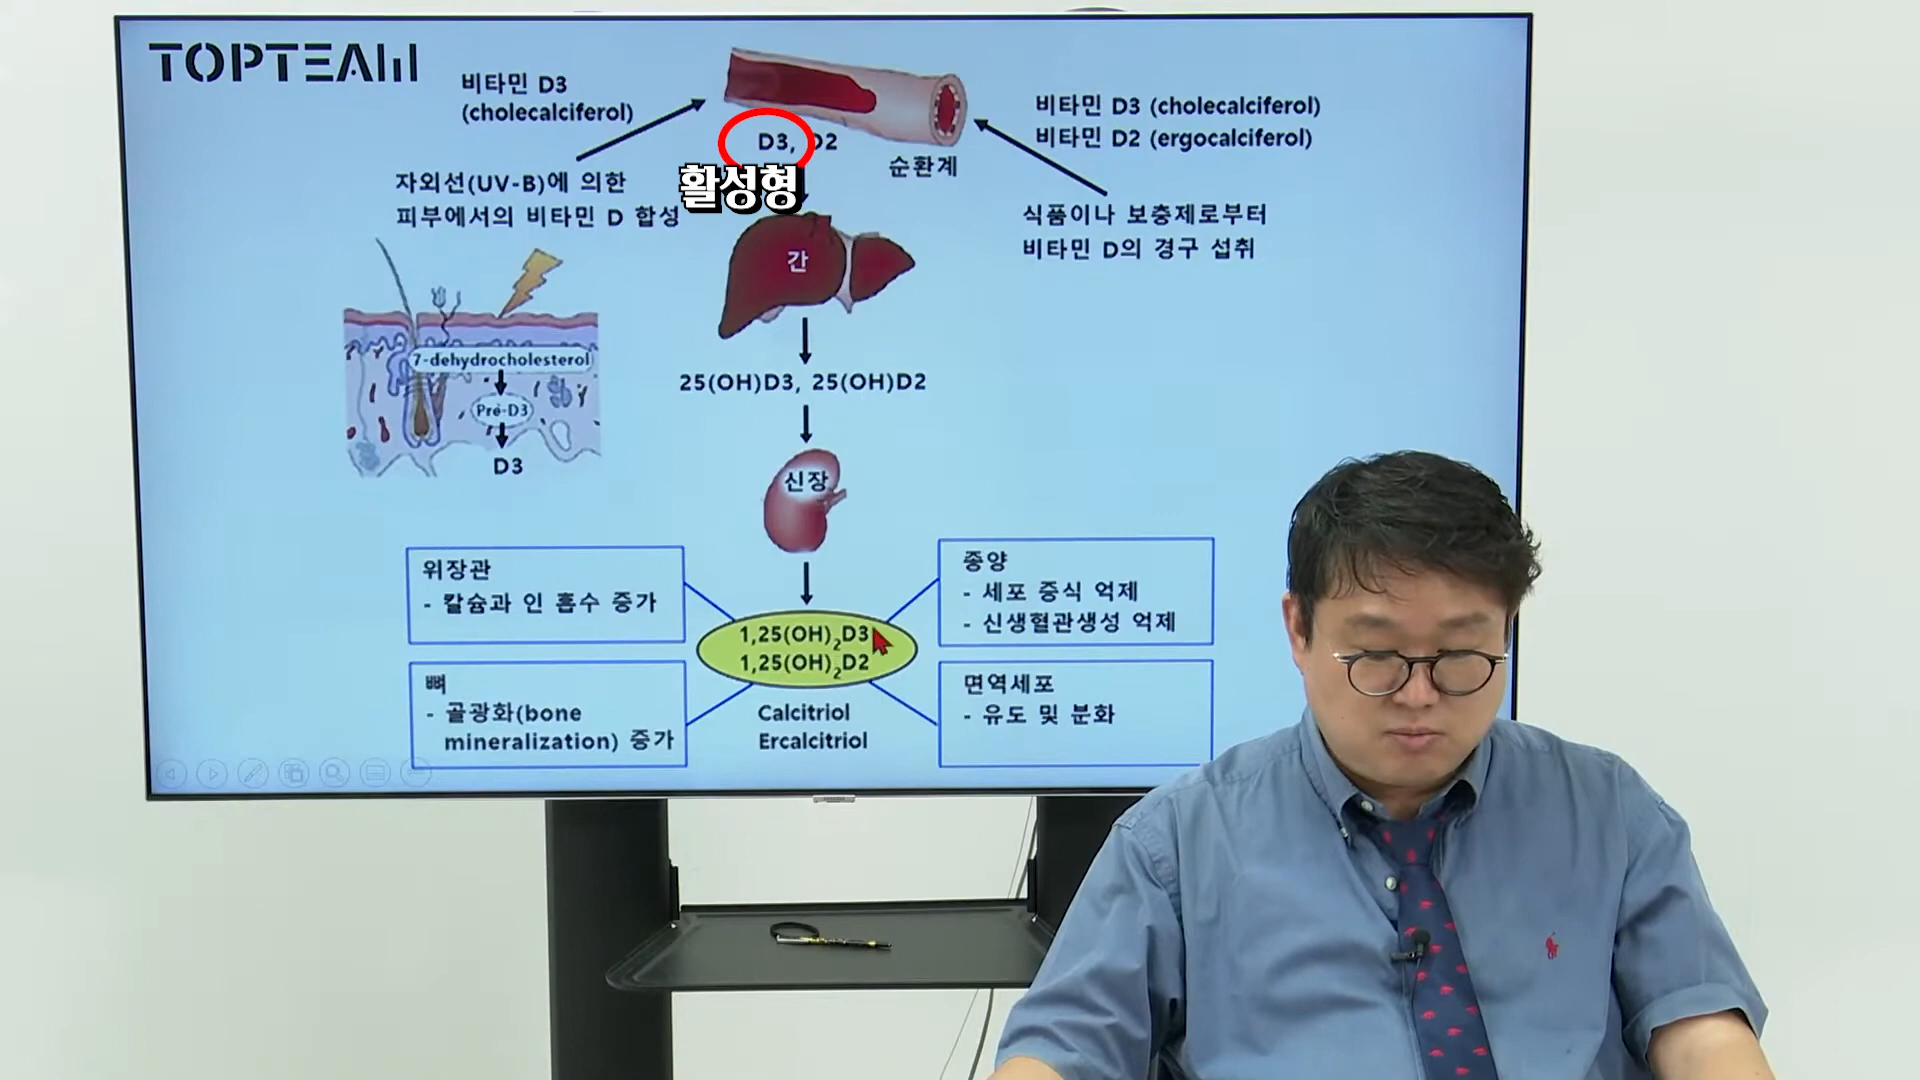 TOPTEAM
비타민 D3
(cholecalciferol)
비타민 D3 (cholecalciferol)
비타민 D2 (ergocalciferol)
D3, D2
순환계
활성형
자외선(UV-B)에 의한
피부에서의 비타민 D 합성
식품이나 보충제로부터
비타민 D의 경구 섭취
간
7-dehydrocholesterol
Pre-D3
D3
25(OH)D3, 25(OH)D2
신장
위장관
- 칼슘과 인 흡수 증가
종양
- 세포 증식 억제
- 신생혈관생성 억제
1,25(OH)2D3
1,25(OH)2D2
뼈
- 골광화(bone
mineralization) 증가
Calcitriol
Ercalcitriol
면역세포
- 유도 및 분화